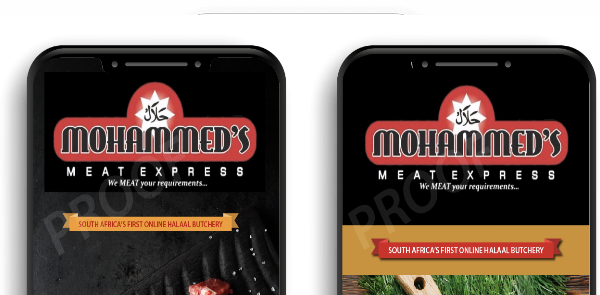 حلال
MOHAMMED'S
MEAT EXPRESS
We MEAT your requirements...
SOUTH AFRICA'S FIRST ONLINE HALAAL BUTCHERY
PROOF
حلال
MOHAMMED'S
MEAT EXPRESS
We MEAT your requirements...
SOUTH AFRICA'S FIRST ONLINE HALAAL BUTCHERY
PROOF